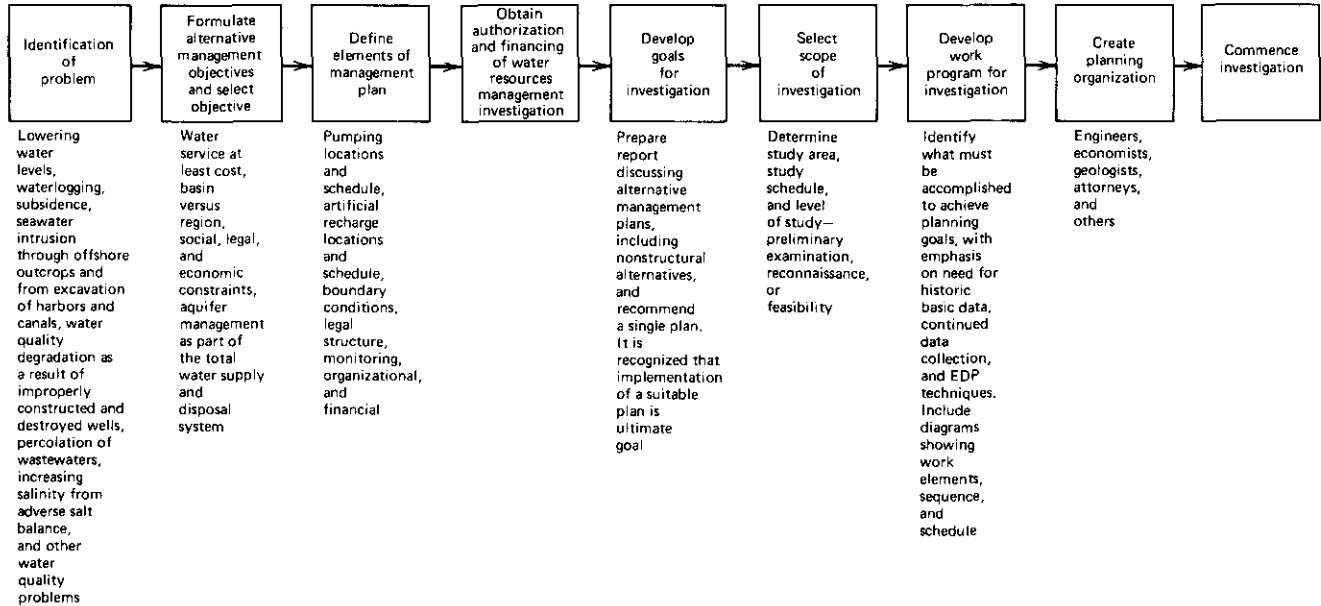 Identification
of
problem
Formulate
alternative
management
objectives
and select
objective
Define
elements of
management
plan
Obtain
authorization
and financing
of water
resources
management
investigation
Develop
goals
for
investigation
Select
scope
of
investigation
Develop
work
program for
investigation
Create
planning
organization
Commence
investigation
Lowering
water
levels,
waterlogging,
subsidence,
seawater
intrusion
through offshore
outcrops and
from excavation
of harbors and
canals, water
quality
degradation as
a result of
improperly
constructed and
destroyed wells,
percolation of
wastewaters,
increasing
salinity from
adverse salt
balance,
and other
water
quality
problems
Water
service at
least cost,
basin
versus
region,
social, legal,
and
economic
constraints,
aquifer
management
as part of
the total
water supply
and
disposal
system
Pumping
locations
and
schedule,
artificial
recharge
locations
and
schedule,
boundary
conditions,
legal
structure,
monitoring,
organizational,
and
financial
Prepare
report
discussing
alternative
management
plans,
including
nonstructural
alternatives,
and
recommend
a single plan.
It is
recognized that
implementation
of a suitable
plan is
ultimate
goal
Determine
study area,
study
schedule,
and level
of study—
preliminary
examination,
reconnaissance,
or
feasibility
Identify
what must
be
accomplished
to achieve
planning
goals, with
emphasis
on need for
historic
basic data,
continued
data
collection,
and EDP
techniques.
Include
diagrams
showing
work
elements,
sequence,
and
schedule
Engineers,
economists,
geologists,
attorneys,
and
others